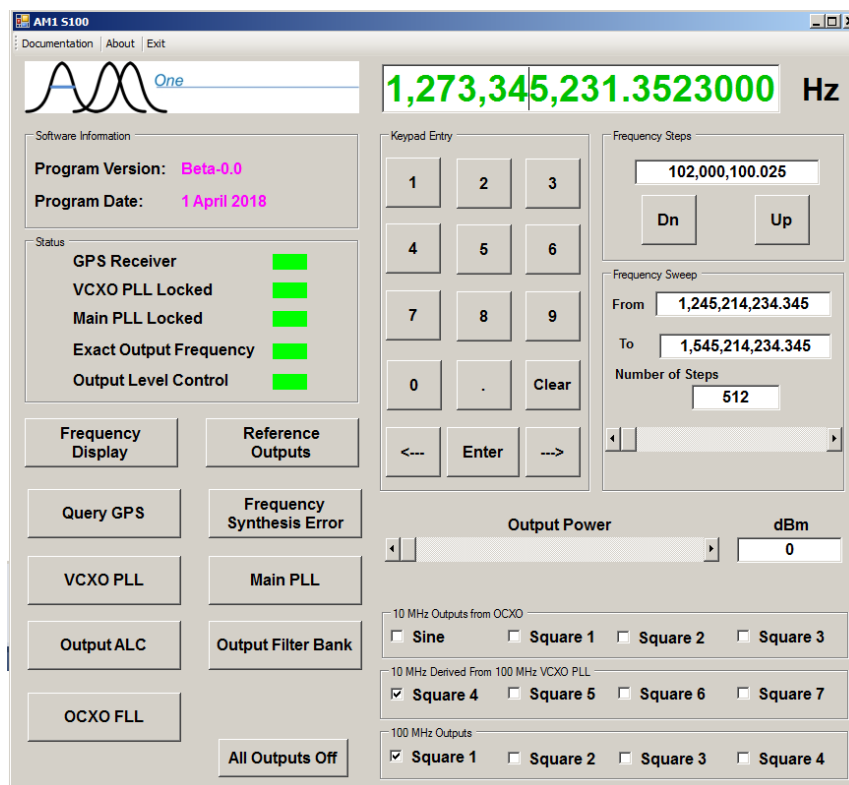 AM1 S100
Documentation About Exit
One
1,273,345,231.3523000 Hz
Software Information
Program Version: Beta-0.0
Program Date: 1 April 2018
Status
GPS Receiver
VCXO PLL Locked
Main PLL Locked
Exact Output Frequency
Output Level Control
Frequency
Display
Reference
Outputs
Query GPS
Frequency
Synthesis Error
VCXO PLL
Main PLL
Output ALC
Output Filter Bank
OCXO FLL
All Outputs Off
Keypad Entry
1 2 3
4 5 6
7 8 9
0 . Clear
<--- Enter --->
Frequency Steps
102,000,100.025
Dn Up
Frequency Sweep
From 1,245,214,234.345
To 1,545,214,234.345
Number of Steps
512
Output Power dBm
0
10 MHz Outputs from OCXO
Sine Square 1 Square 2 Square 3
10 MHz Derived From 100 MHz VCXO PLL
Square 4 Square 5 Square 6 Square 7
100 MHz Outputs
Square 1 Square 2 Square 3 Square 4